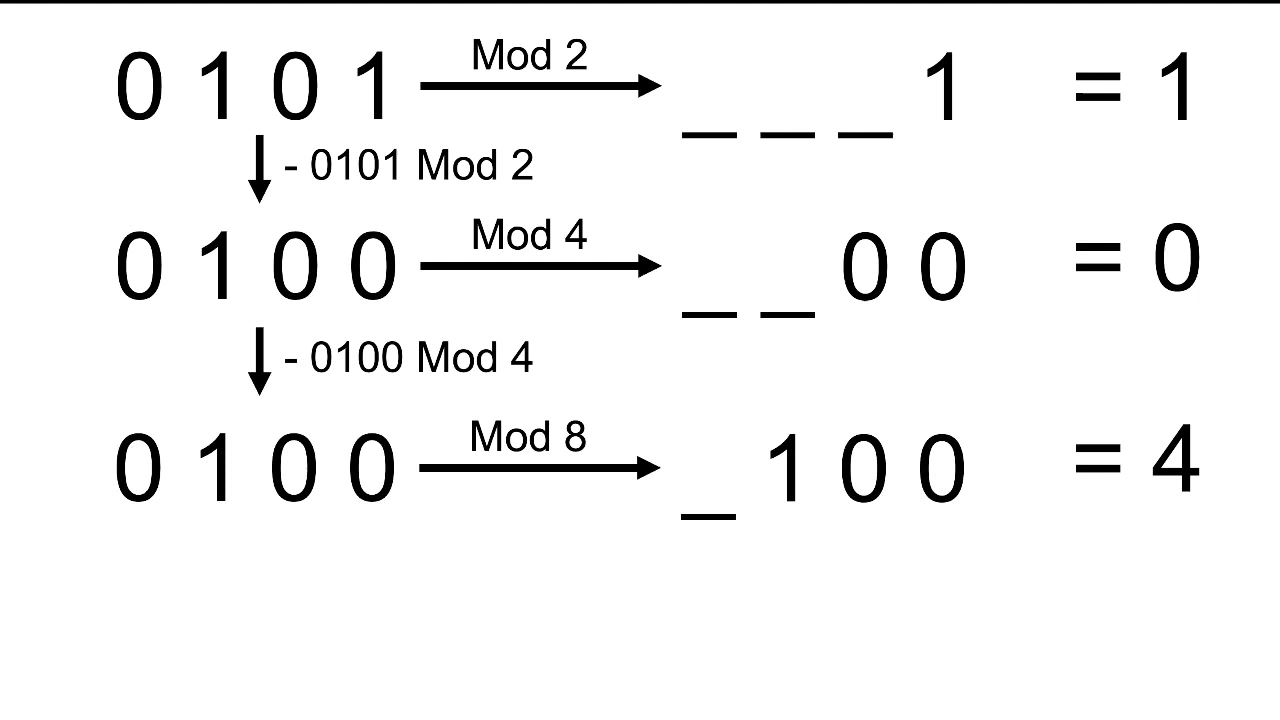 0 1 0 1 Mod 2 _ _ _ 1 = 1
- 0101 Mod 2
0 1 0 0 Mod 4 _ _ 0 0 = 0
- 0100 Mod 4
0 1 0 0 Mod 8 _ 1 0 0 = 4